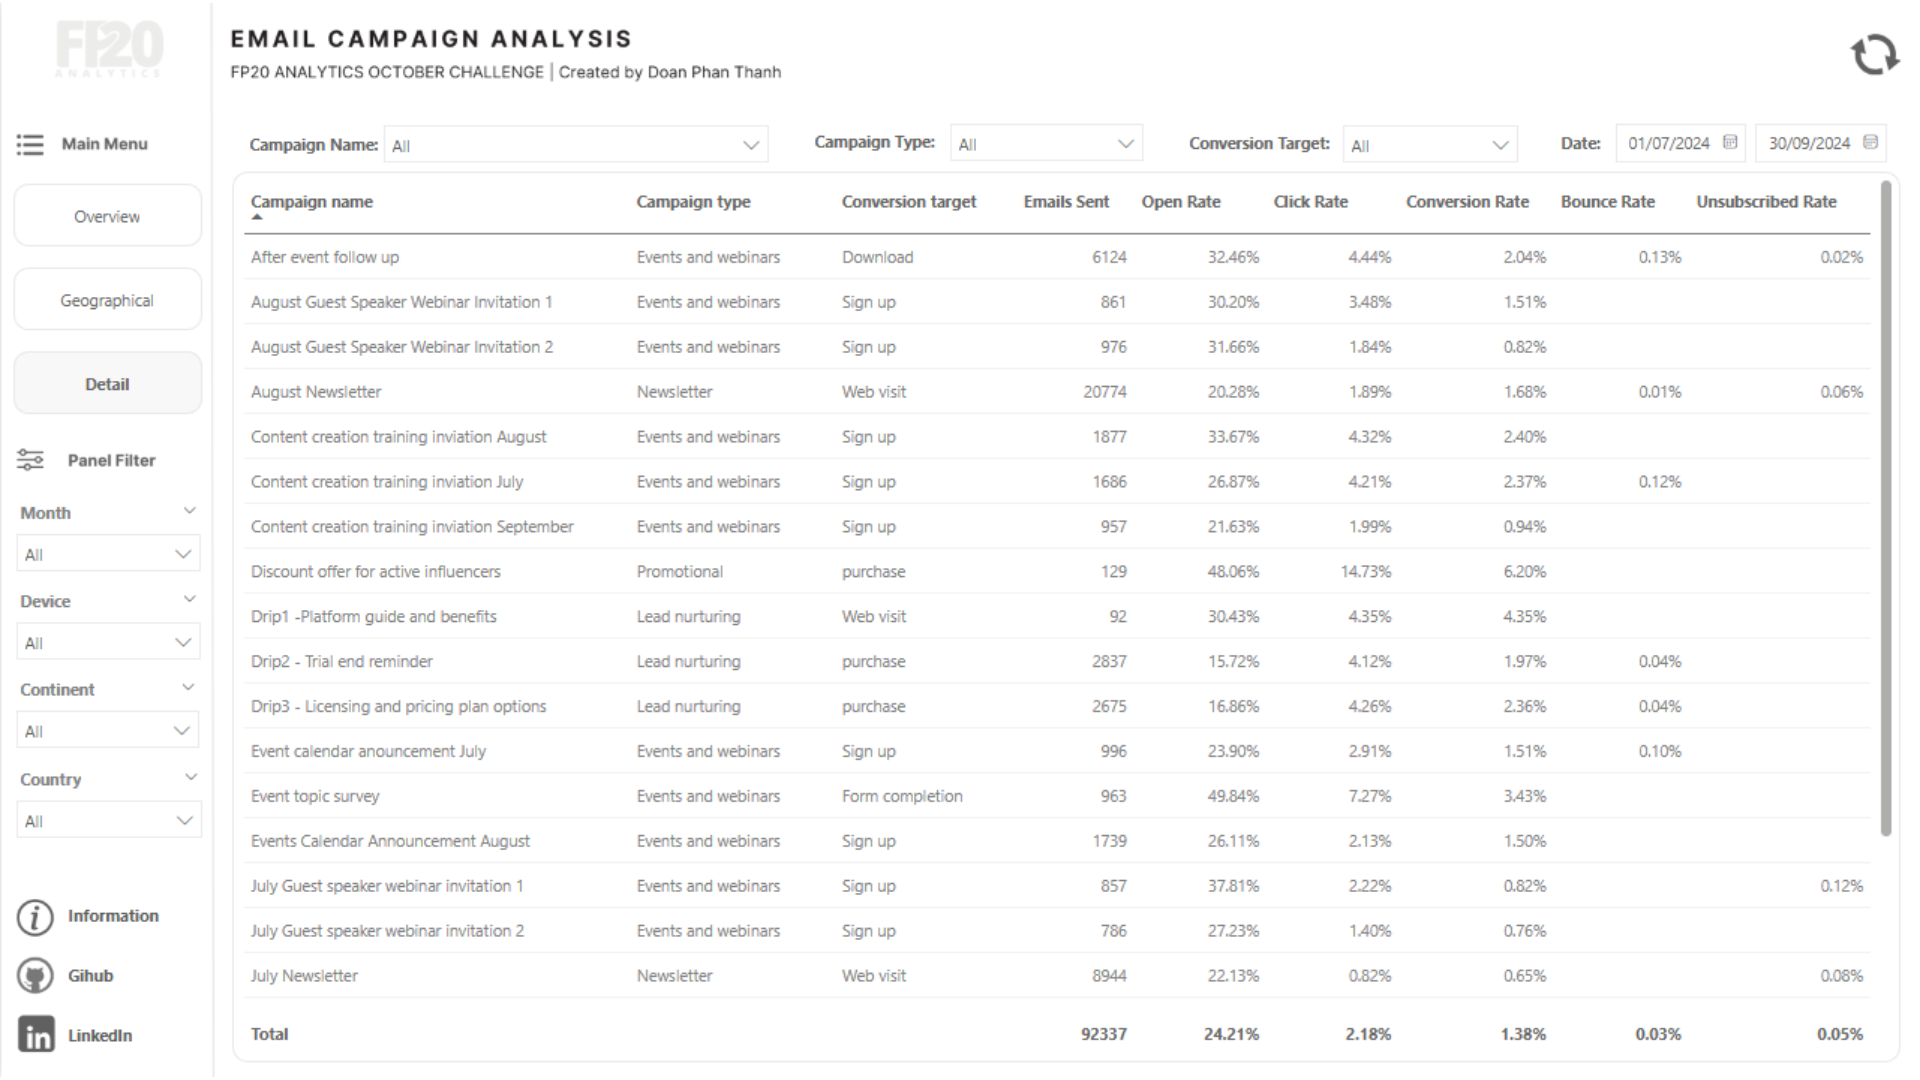 FP20
ANALYTICS
EMAIL CAMPAIGN ANALYSIS
FP20 ANALYTICS OCTOBER CHALLENGE | Created by Doan Phan Thanh
Main Menu
Overview
Geographical
Detail
Panel Filter
Month
All
Device
All
Continent
All
Country
All
Information
Gihub
in LinkedIn
Campaign Name: All Campaign Type: All Conversion Target: All Date: 01/07/2024 30/09/2024
Campaign name Campaign type Conversion target Emails Sent Open Rate Click Rate Conversion Rate Bounce Rate Unsubscribed Rate
After event follow up Events and webinars Download 6124 32.46% 4.44% 2.04% 0.13% 0.02%
August Guest Speaker Webinar Invitation 1 Events and webinars Sign up 861 30.20% 3.48% 1.51%
August Guest Speaker Webinar Invitation 2 Events and webinars Sign up 976 31.66% 1.84% 0.82%
August Newsletter Newsletter Web visit 20774 20.28% 1.89% 1.68% 0.01% 0.06%
Content creation training inviation August Events and webinars Sign up 1877 33.67% 4.32% 2.40%
Content creation training inviation July Events and webinars Sign up 1686 26.87% 4.21% 2.37% 0.12%
Content creation training inviation September Events and webinars Sign up 957 21.63% 1.99% 0.94%
Discount offer for active influencers Promotional purchase 129 48.06% 14.73% 6.20%
Drip1 -Platform guide and benefits Lead nurturing Web visit 92 30.43% 4.35% 4.35%
Drip2 - Trial end reminder Lead nurturing purchase 2837 15.72% 4.12% 1.97% 0.04%
Drip3 - Licensing and pricing plan options Lead nurturing purchase 2675 16.86% 4.26% 2.36% 0.04%
Event calendar anouncement July Events and webinars Sign up 996 23.90% 2.91% 1.51% 0.10%
Event topic survey Events and webinars Form completion 963 49.84% 7.27% 3.43%
Events Calendar Announcement August Events and webinars Sign up 1739 26.11% 2.13% 1.50%
July Guest speaker webinar invitation 1 Events and webinars Sign up 857 37.81% 2.22% 0.82% 0.12%
July Guest speaker webinar invitation 2 Events and webinars Sign up 786 27.23% 1.40% 0.76%
July Newsletter Newsletter Web visit 8944 22.13% 0.82% 0.65% 0.08%
Total 92337 24.21% 2.18% 1.38% 0.03% 0.05%